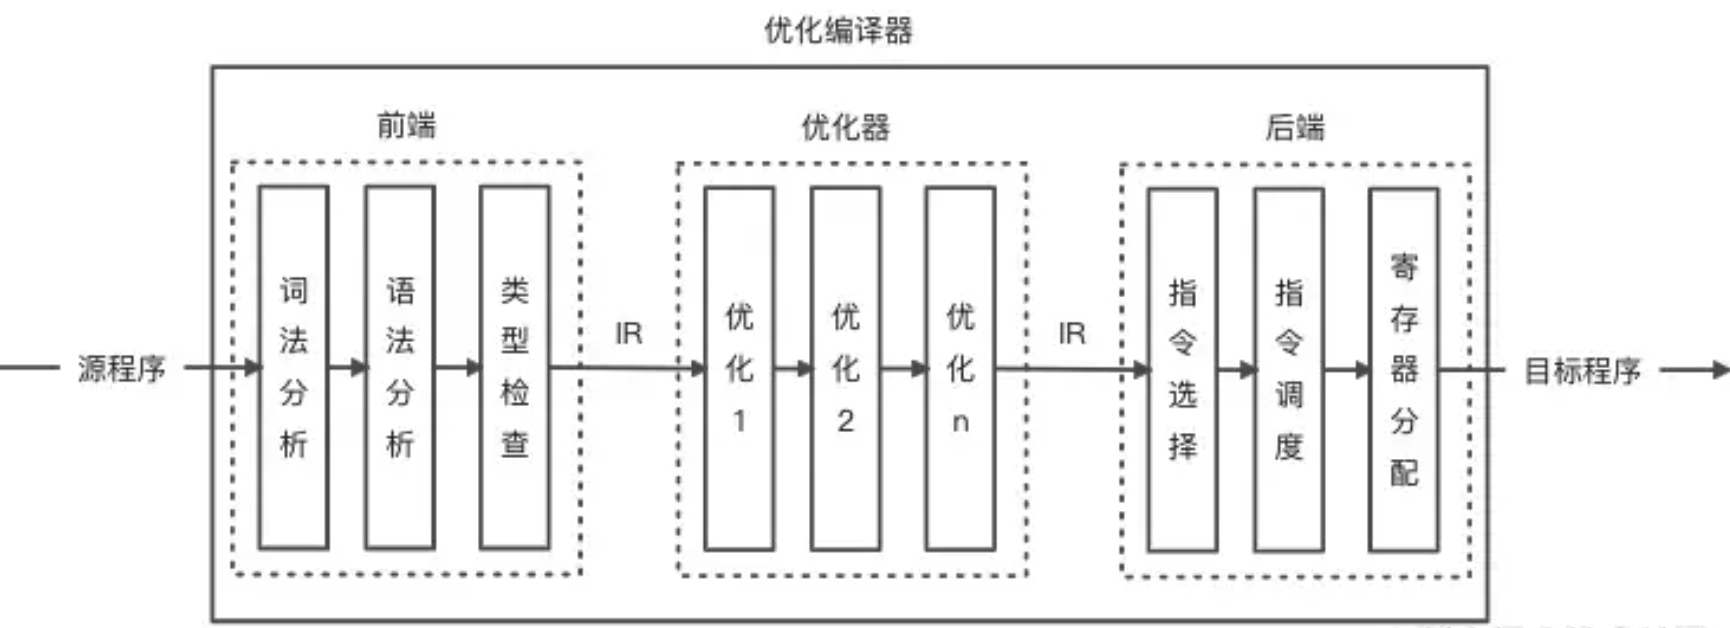 优化编译器
前端
优化器
后端
源程序
词法分析
语法分析
类型检查
IR
优化1
优化2
优化n
IR
指令选择
指令调度
寄存器分配
目标程序